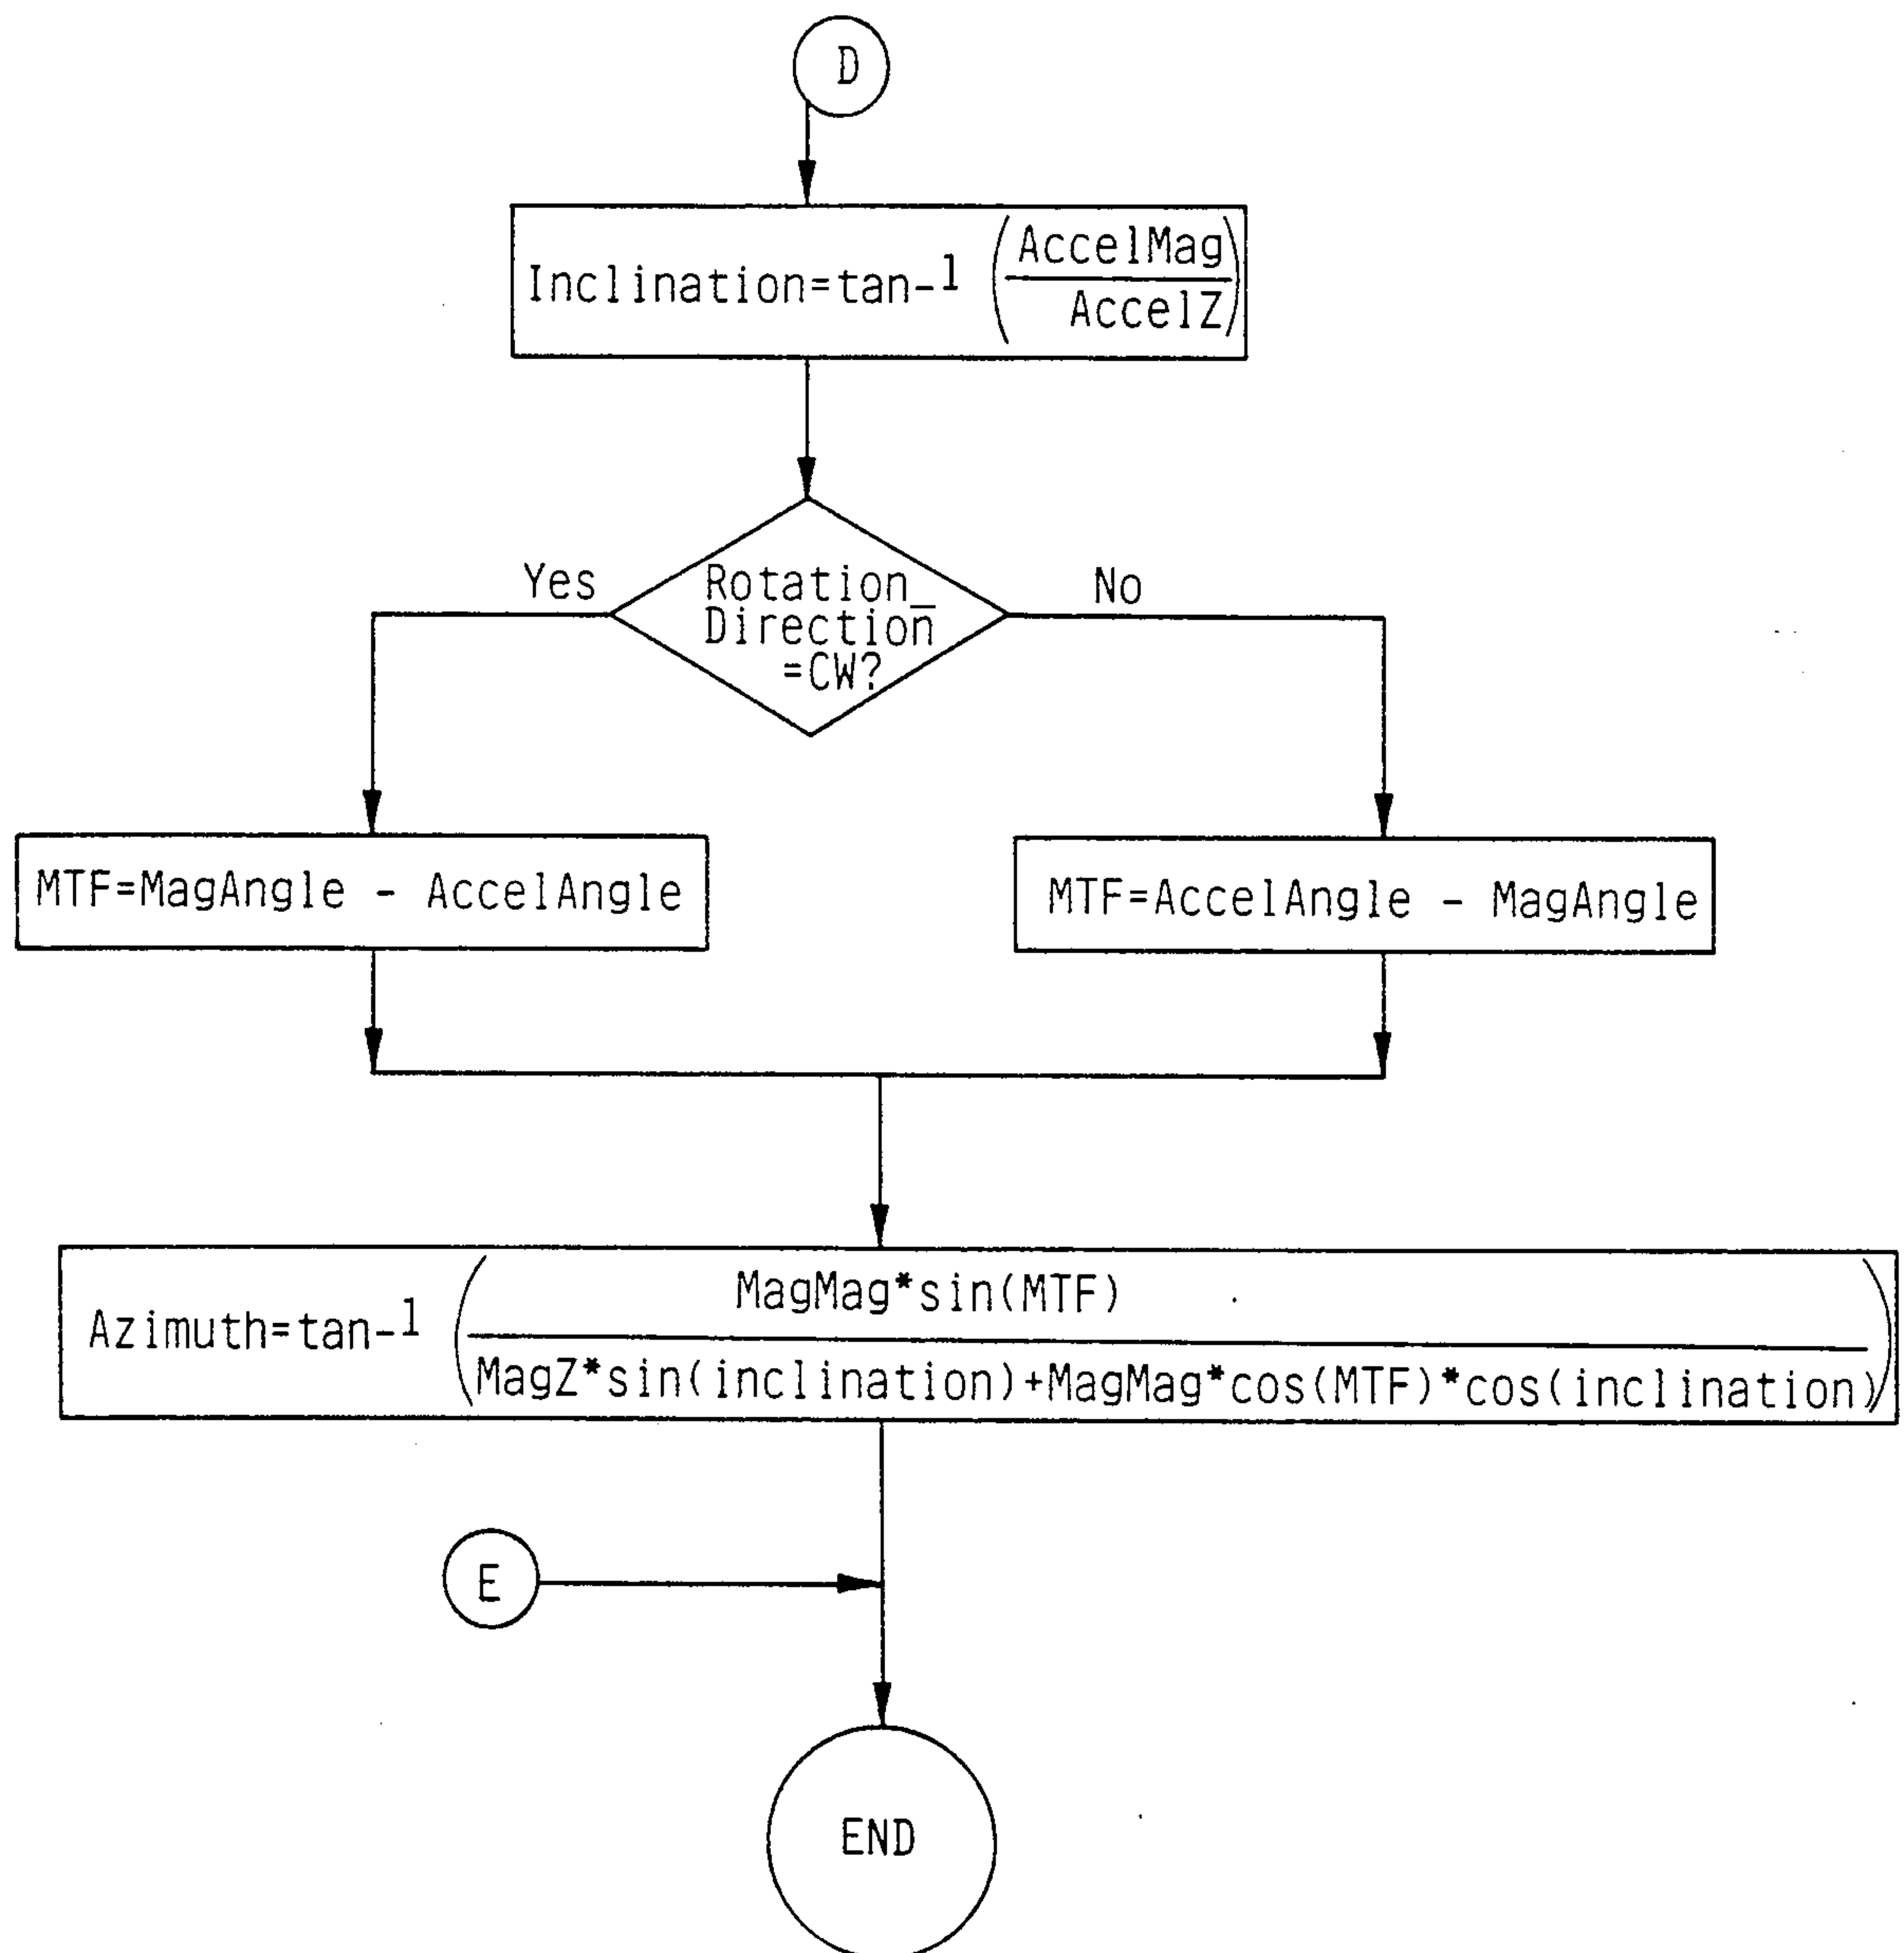 D
Inclination=tan-1 (AccelMag
AccelZ)
Rotation_
Direction
=CW?
Yes
No
MTF=MagAngle - AccelAngle
MTF=AccelAngle - MagAngle
Azimuth=tan-1 (MagMag*sin(MTF)
MagZ*sin(inclination)+MagMag*cos(MTF)*cos(inclination))
E
END